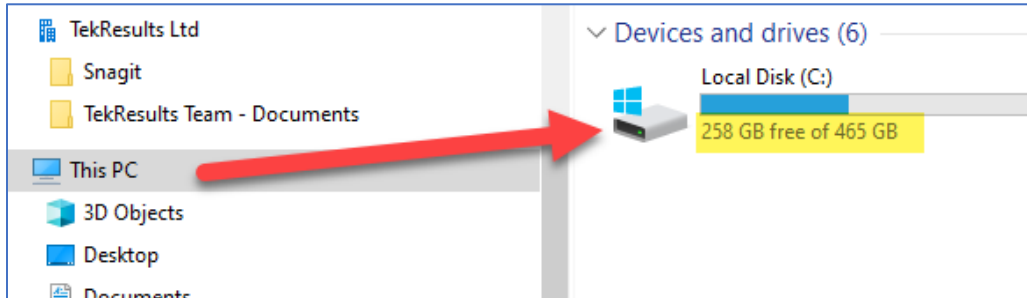 TekResults Ltd
Snagit
TekResults Team - Documents
This PC
3D Objects
Desktop
Documents
Devices and drives (6)
Local Disk (C:)
258 GB free of 465 GB